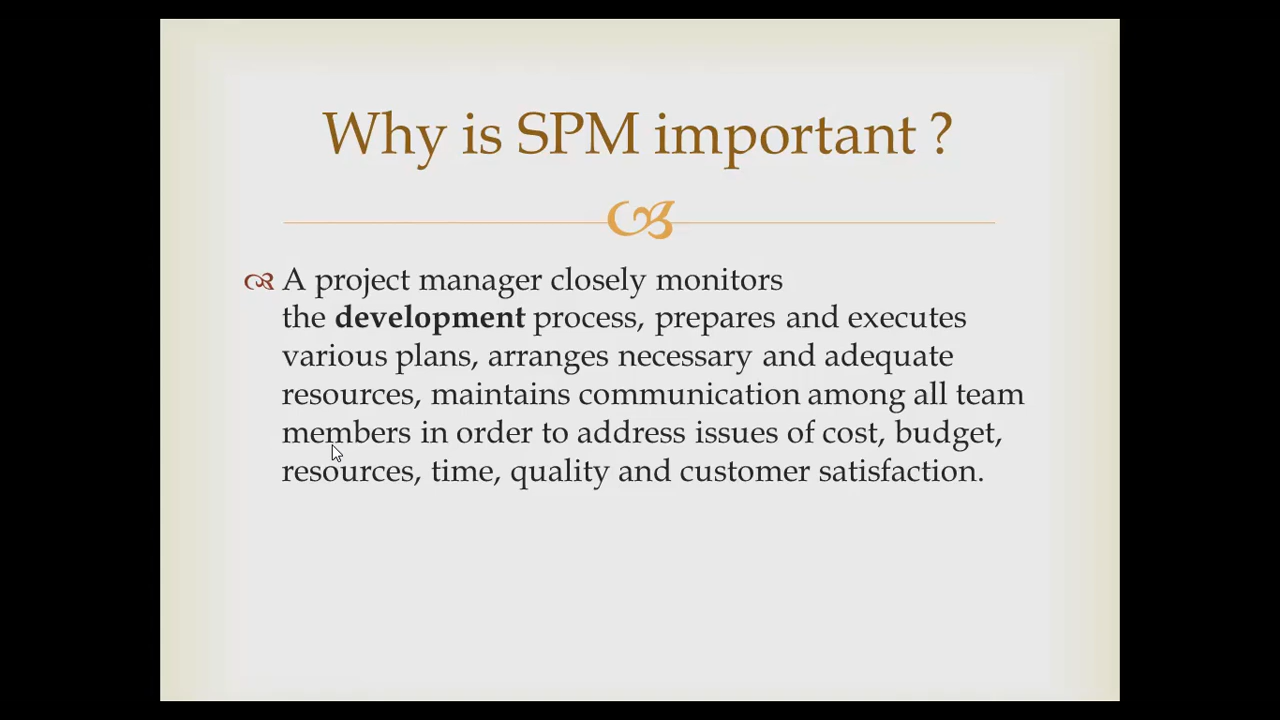 Why is SPM important ?
A project manager closely monitors
the development process, prepares and executes
various plans, arranges necessary and adequate
resources, maintains communication among all team
members in order to address issues of cost, budget,
resources, time, quality and customer satisfaction.